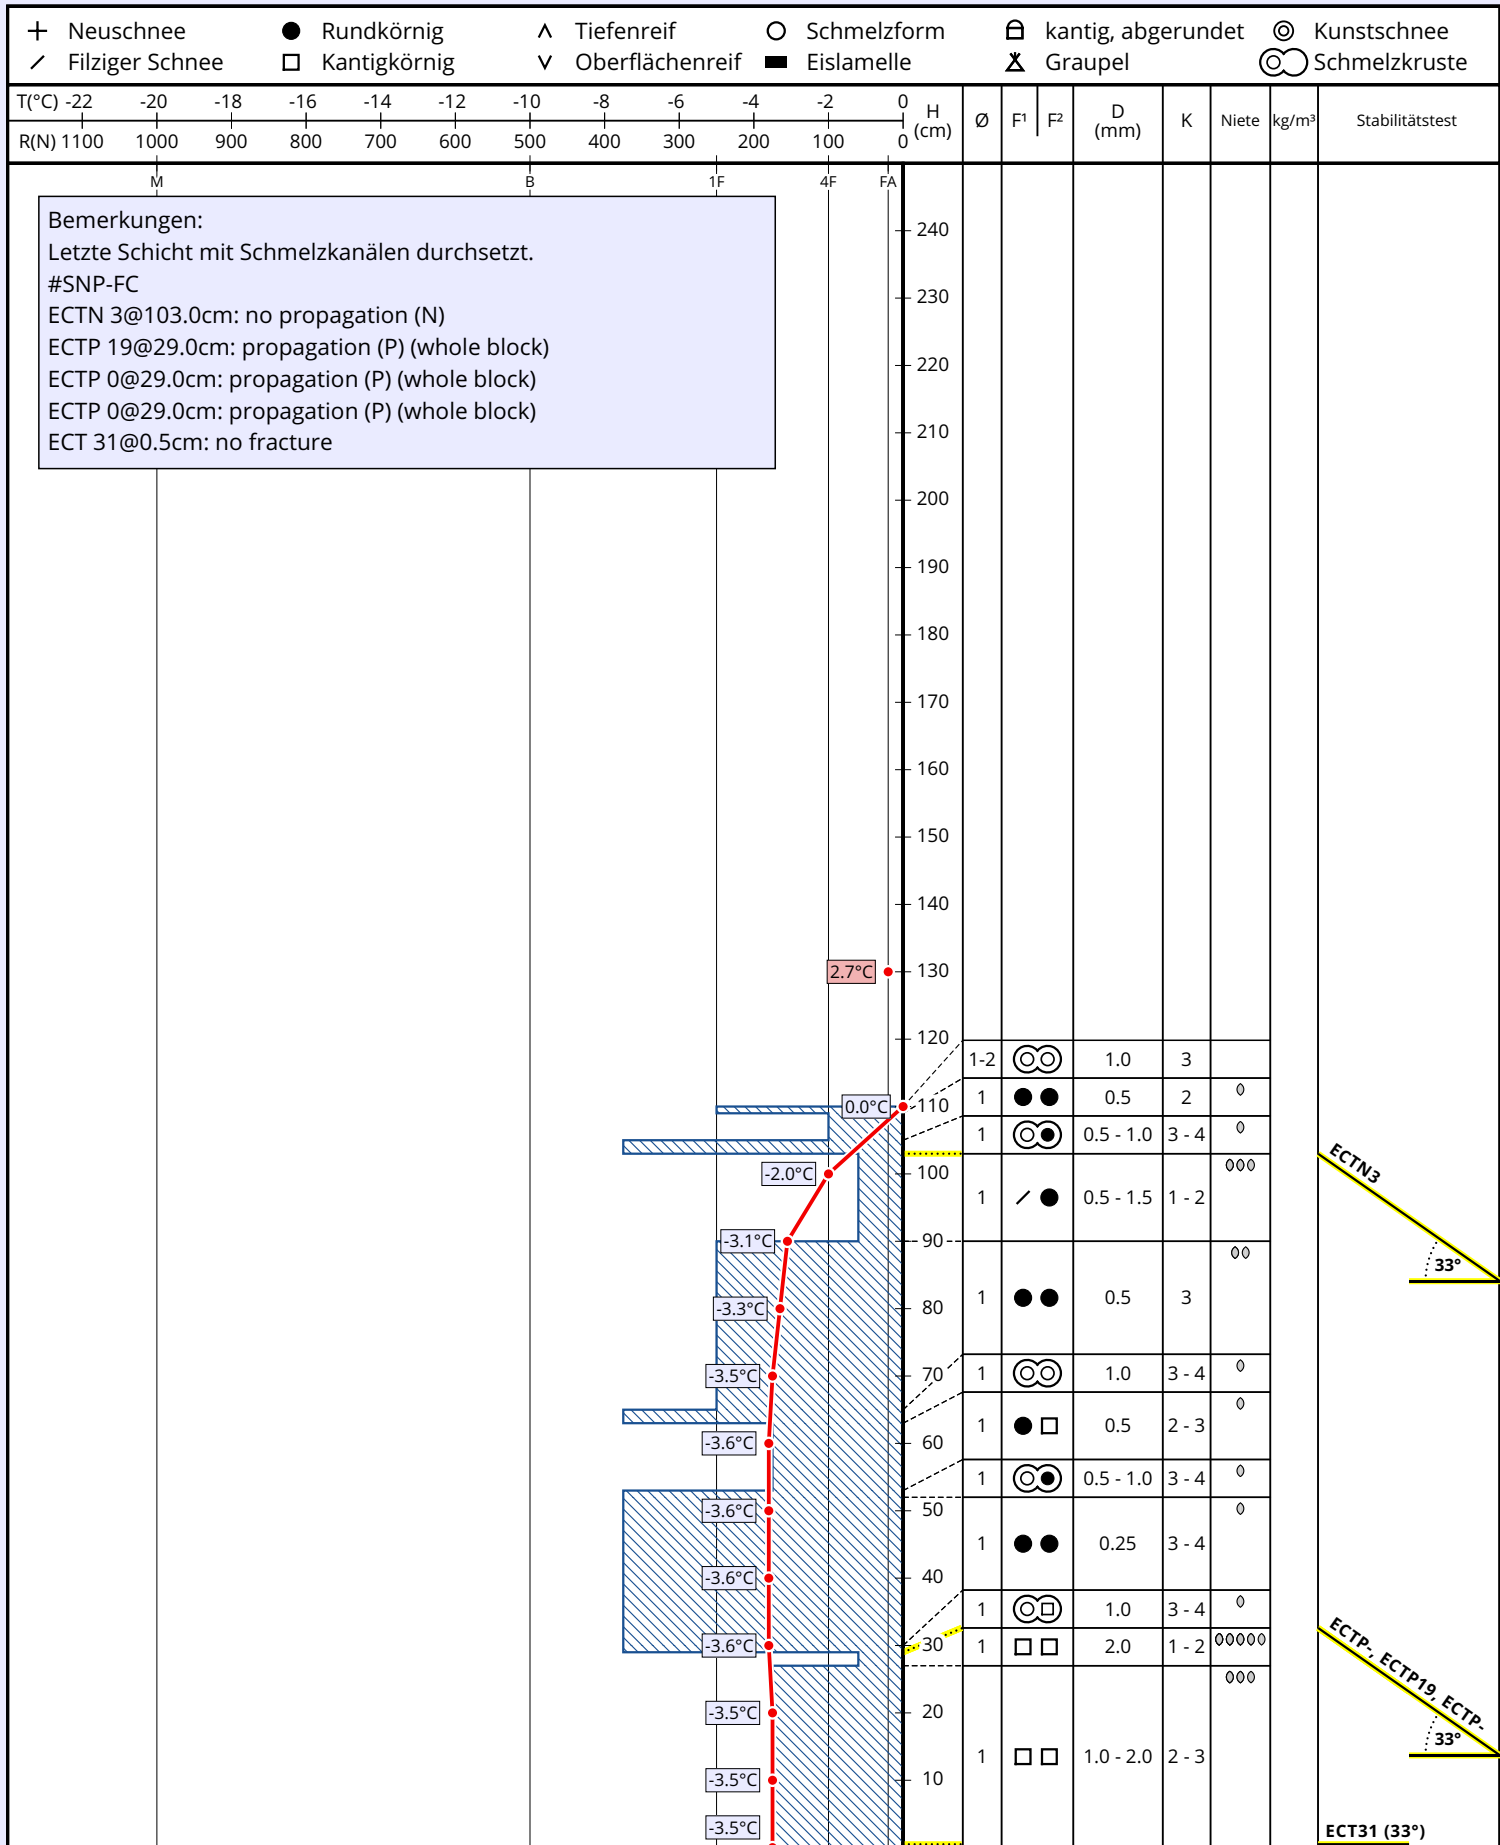 Neuschnee Rundkörnig Tiefenreif Schmelzform kantig, abgerundet Kunstschnee
Filziger Schnee Kantigkörnig Oberflächenreif Eislamelle Graupel Schmelzkruste
T(°C) -22 -20 -18 -16 -14 -12 -10 -8 -6 -4 -2 0
R(N) 1100 1000 900 800 700 600 500 400 300 200 100 0
H (cm) Ø F¹ F² D (mm) K Niete kg/m³ Stabilitätstest
M B 1F 4F FA
Bemerkungen:
Letzte Schicht mit Schmelzkanälen durchsetzt.
#SNP-FC
ECTN 3@103.0cm: no propagation (N)
ECTP 19@29.0cm: propagation (P) (whole block)
ECTP 0@29.0cm: propagation (P) (whole block)
ECTP 0@29.0cm: propagation (P) (whole block)
ECT 31@0.5cm: no fracture
240
230
220
210
200
190
180
170
160
150
140
2.7°C 130
120
1-2 1.0 3
0.0°C 110 1 0.5 2
1 0.5 - 1.0 3 - 4
-2.0°C 100 ECTN3
1 0.5 - 1.5 1 - 2
-3.1°C 90
33°
1 0.5 3
-3.3°C 80
-3.5°C 70 1 1.0 3 - 4
1 0.5 2 - 3
-3.6°C 60
1 0.5 - 1.0 3 - 4
-3.6°C 50
1 0.25 3 - 4
-3.6°C 40
1 1.0 3 - 4
-3.6°C 30 1 2.0 1 - 2
ECTP-, ECTP19, ECTP-
-3.5°C 20
33°
1 1.0 - 2.0 2 - 3
-3.5°C 10
-3.5°C
ECT31 (33°)